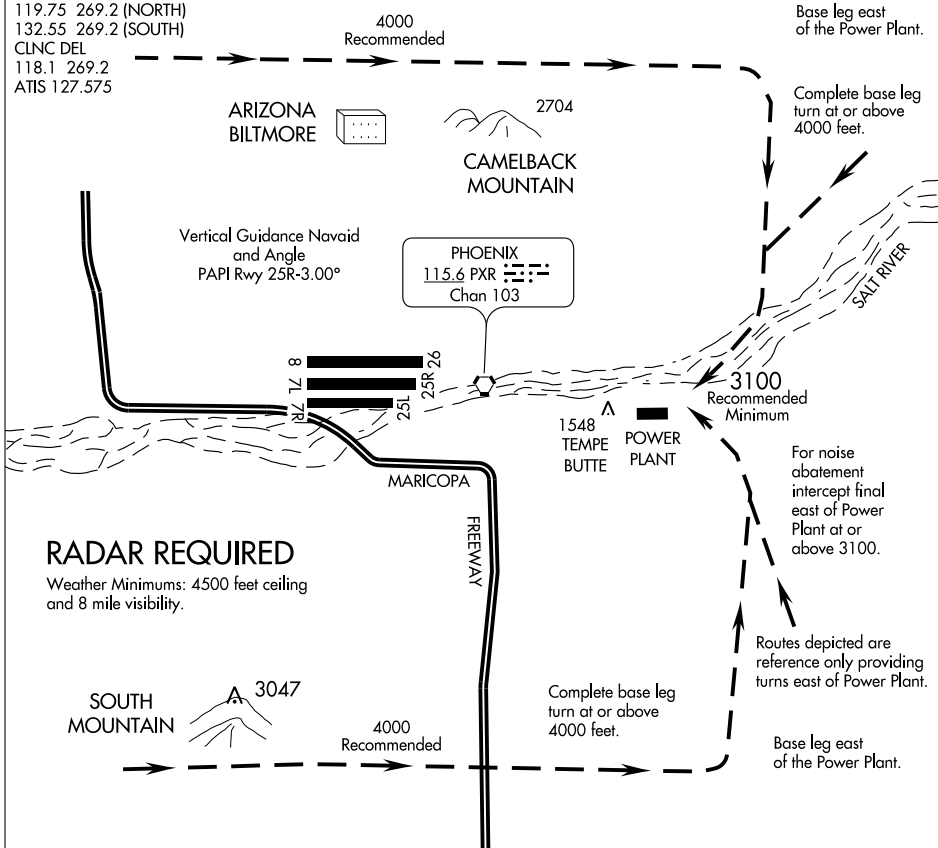 119.75 269.2 (NORTH)
132.55 269.2 (SOUTH)
CLNC DEL
118.1 269.2
ATIS 127.575
4000
Recommended
Base leg east
of the Power Plant.
Complete base leg
turn at or above
4000 feet.
ARIZONA
BILTMORE
2704
CAMELBACK
MOUNTAIN
Vertical Guidance Navaid
and Angle
PAPI Rwy 25R-3.00°
PHOENIX
115.6 PXR
Chan 103
SALT RIVER
8
26
7L
25R
7R
25L
3100
Recommended
Minimum
1548
TEMPE
BUTTE
POWER
PLANT
MARICOPA
FREEWAY
For noise
abatement
intercept final
east of Power
Plant at or
above 3100.
RADAR REQUIRED
Weather Minimums: 4500 feet ceiling
and 8 mile visibility.
Routes depicted are
reference only providing
turns east of Power Plant.
SOUTH
MOUNTAIN
3047
4000
Recommended
Complete base leg
turn at or above
4000 feet.
Base leg east
of the Power Plant.